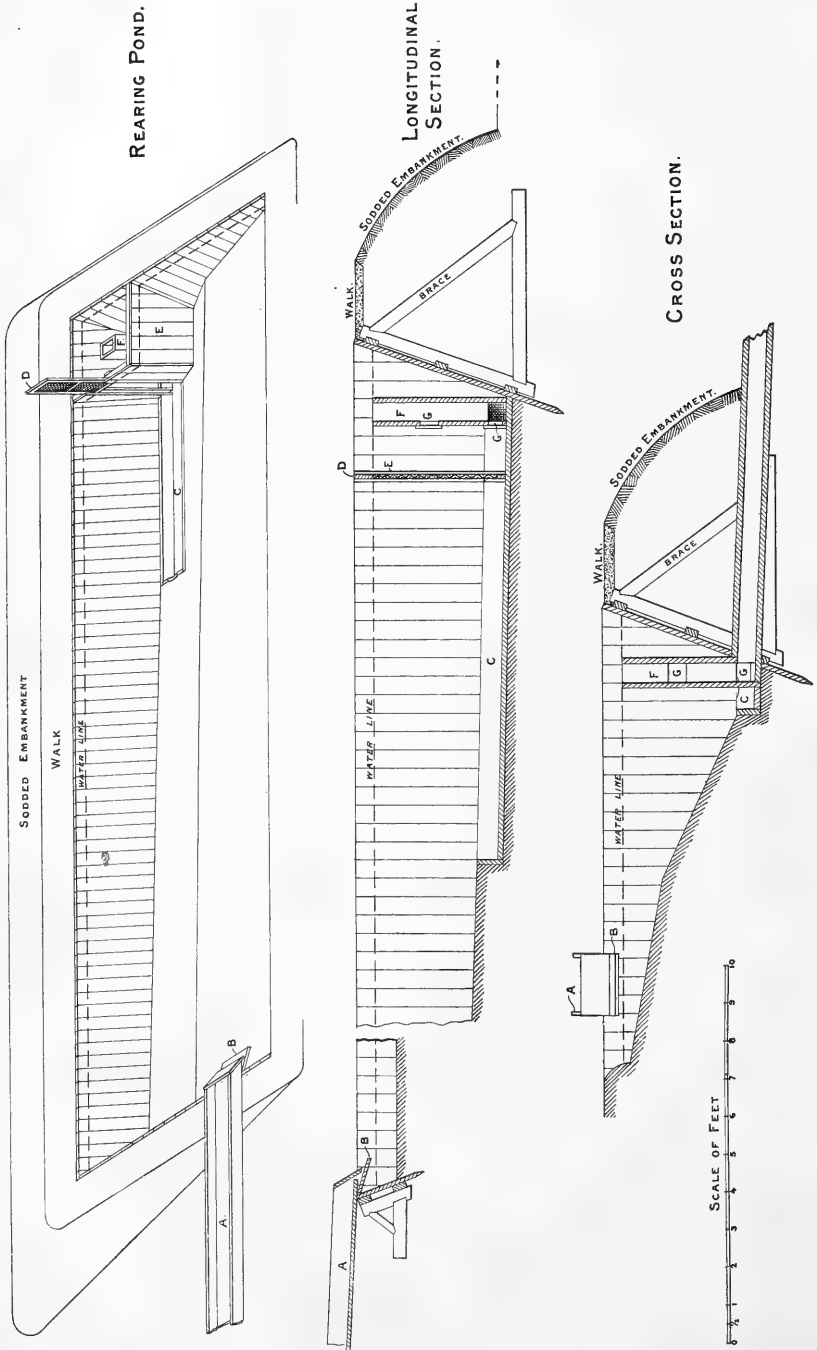 REARING POND.
SODDED EMBANKMENT
WALK
WATER LINE
D
F
E
C
B
A
LONGITUDINAL
SECTION.
WALK.
SODDED EMBANKMENT.
BRACE
D
E
F
G
G
WATER LINE
C
B
A
CROSS SECTION.
WALK.
SODDED EMBANKMENT.
BRACE
F
G
G
C
WATER LINE
A
B
SCALE OF FEET
0 1/2 1 2 3 4 5 6 7 8 9 10